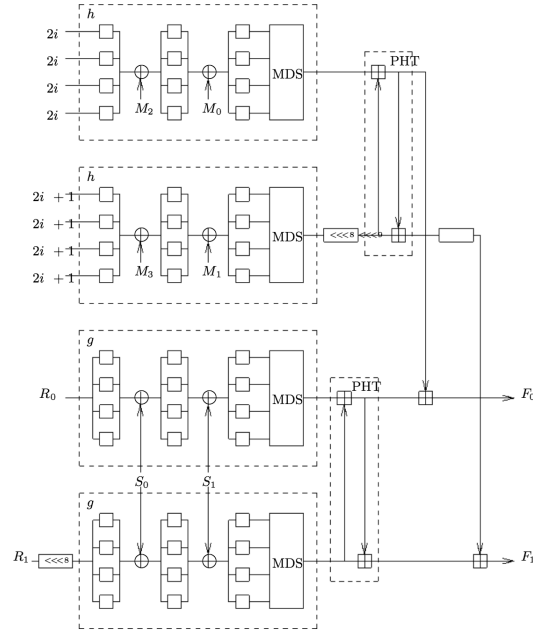 h
2i
PHT
2i
MDS
2i
M₂ M₀
2i
h
2i +1
2i +1
MDS <<<8 <<<9
2i +1
M₃ M₁
2i +1
g
PHT
R₀ MDS F₀
S₀ S₁
g
R₁ <<<8 MDS F₁